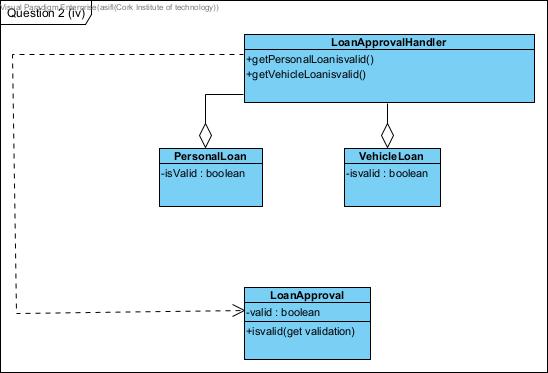 Visual Paradigm Enterprise(asifi(Cork Institute of technology))
Question 2 (iv)
LoanApprovalHandler
+getPersonalLoanisvalid()
+getVehicleLoanisvalid()
PersonalLoan
-isValid : boolean
VehicleLoan
-isvalid : boolean
LoanApproval
-valid : boolean
+isvalid(get validation)